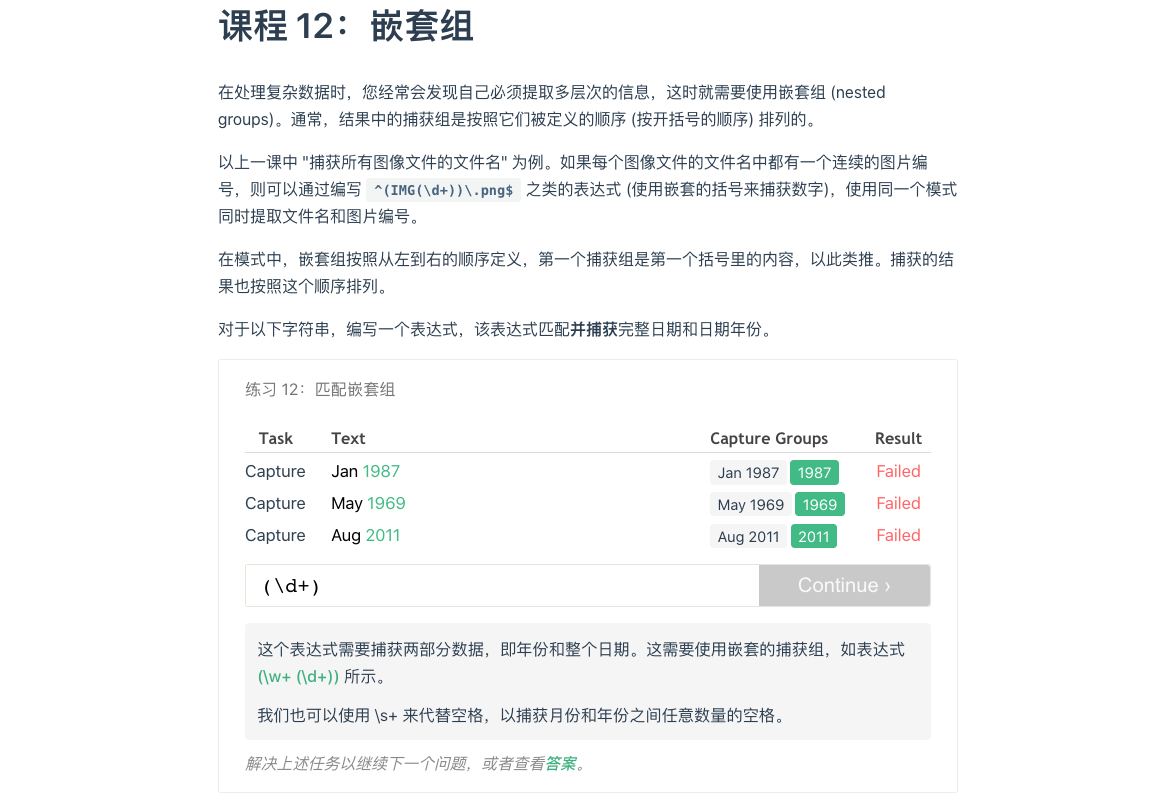 课程 12：嵌套组
在处理复杂数据时，您经常会发现自己必须提取多层次的信息，这时就需要使用嵌套组 (nested
groups)。通常，结果中的捕获组是按照它们被定义的顺序 (按开括号的顺序) 排列的。
以上一课中 "捕获所有图像文件的文件名" 为例。如果每个图像文件的文件名中都有一个连续的图片编
号，则可以通过编写 ^(IMG(\d+))\.png$ 之类的表达式 (使用嵌套的括号来捕获数字)，使用同一个模式
同时提取文件名和图片编号。
在模式中，嵌套组按照从左到右的顺序定义，第一个捕获组是第一个括号里的内容，以此类推。捕获的结
果也按照这个顺序排列。
对于以下字符串，编写一个表达式，该表达式匹配并捕获完整日期和日期年份。
练习 12：匹配嵌套组
Task Text Capture Groups Result
Capture Jan 1987 Jan 1987 1987 Failed
Capture May 1969 May 1969 1969 Failed
Capture Aug 2011 Aug 2011 2011 Failed
(\d+) Continue ›
这个表达式需要捕获两部分数据，即年份和整个日期。这需要使用嵌套的捕获组，如表达式
(\w+ (\d+)) 所示。
我们也可以使用 \s+ 来代替空格，以捕获月份和年份之间任意数量的空格。
解决上述任务以继续下一个问题，或者查看答案。